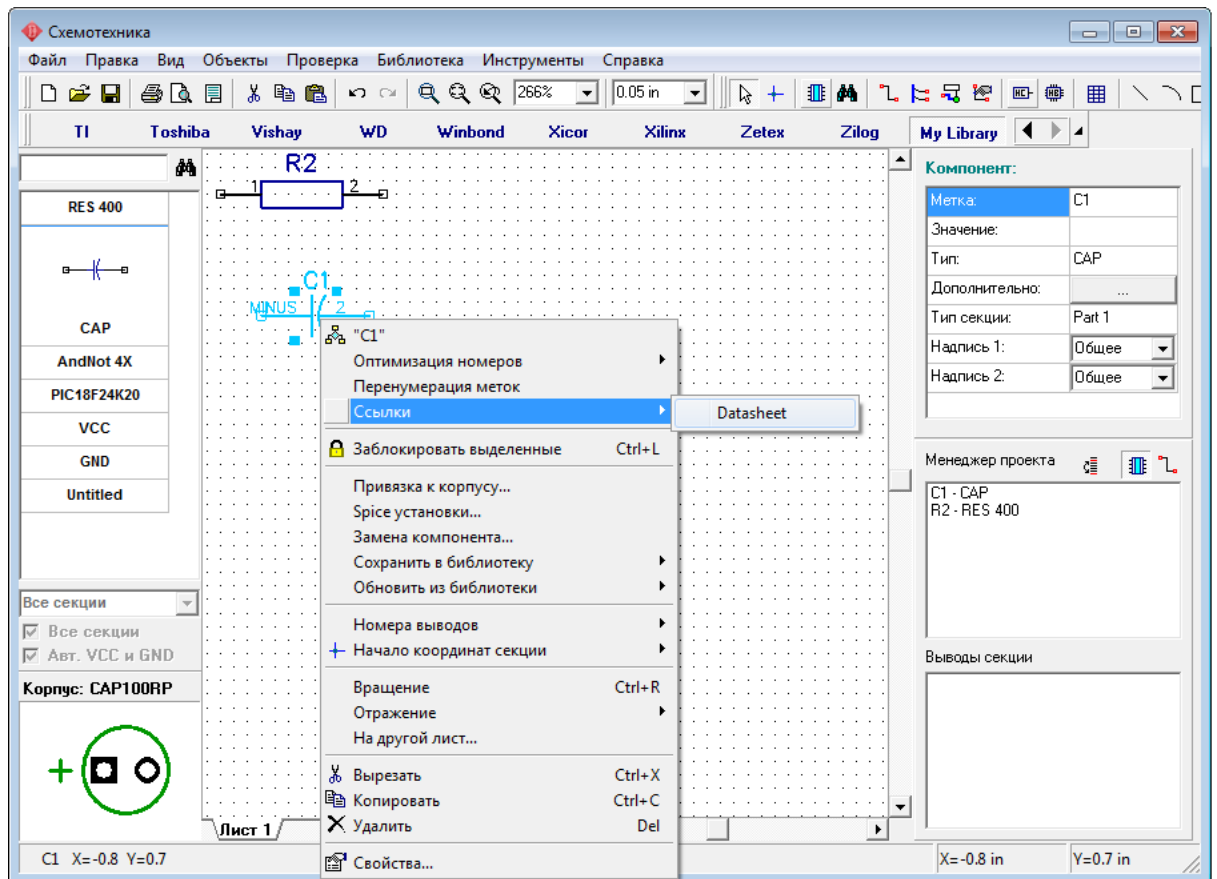 Схемотехника
Файл Правка Вид Объекты Проверка Библиотека Инструменты Справка
266% 0.05 in
TI Toshiba Vishay WD Winbond Xicor Xilinx Zetex Zilog My Library
RES 400
CAP
AndNot 4X
PIC18F24K20
VCC
GND
Untitled
Все секции
Все секции
Авт. VCC и GND
Корпус: CAP100RP
R2
1 2
C1
MINUS 2
"C1"
Оптимизация номеров
Перенумерация меток
Ссылки
Datasheet
Заблокировать выделенные Ctrl+L
Привязка к корпусу...
Spice установки...
Замена компонента...
Сохранить в библиотеку
Обновить из библиотеки
Номера выводов
Начало координат секции
Вращение Ctrl+R
Отражение
На другой лист...
Вырезать Ctrl+X
Копировать Ctrl+C
Удалить Del
Свойства...
Лист 1
Компонент:
Метка: C1
Значение:
Тип: CAP
Дополнительно: ...
Тип секции: Part 1
Надпись 1: Общее
Надпись 2: Общее
Менеджер проекта
C1 - CAP
R2 - RES 400
Выводы секции
C1 X=-0.8 Y=0.7
X=-0.8 in Y=0.7 in